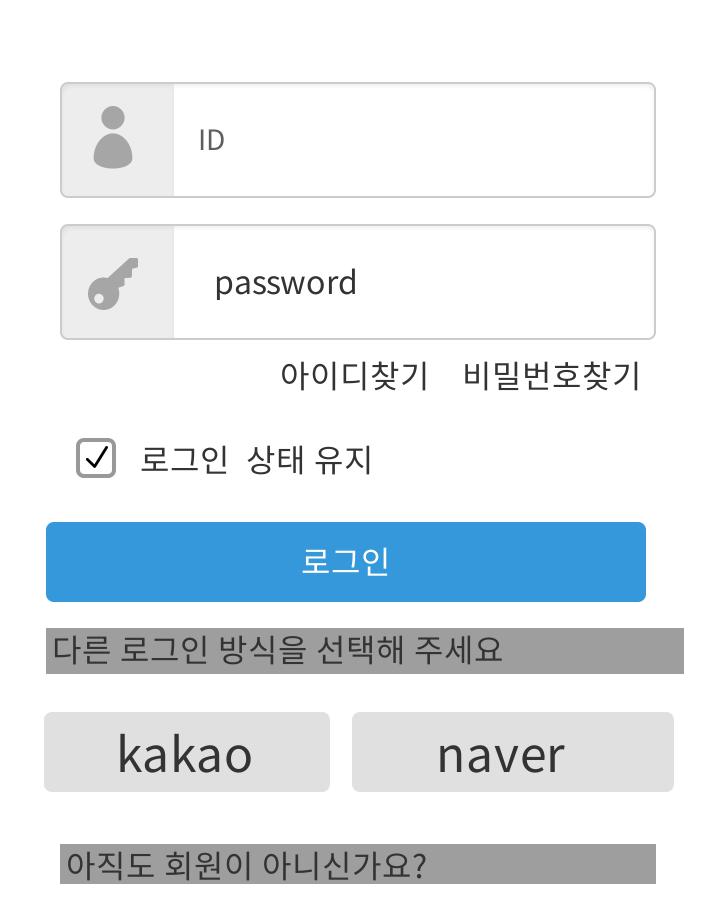 ID
password
아이디찾기 비밀번호찾기
로그인 상태 유지
로그인
다른 로그인 방식을 선택해 주세요
kakao naver
아직도 회원이 아니신가요?